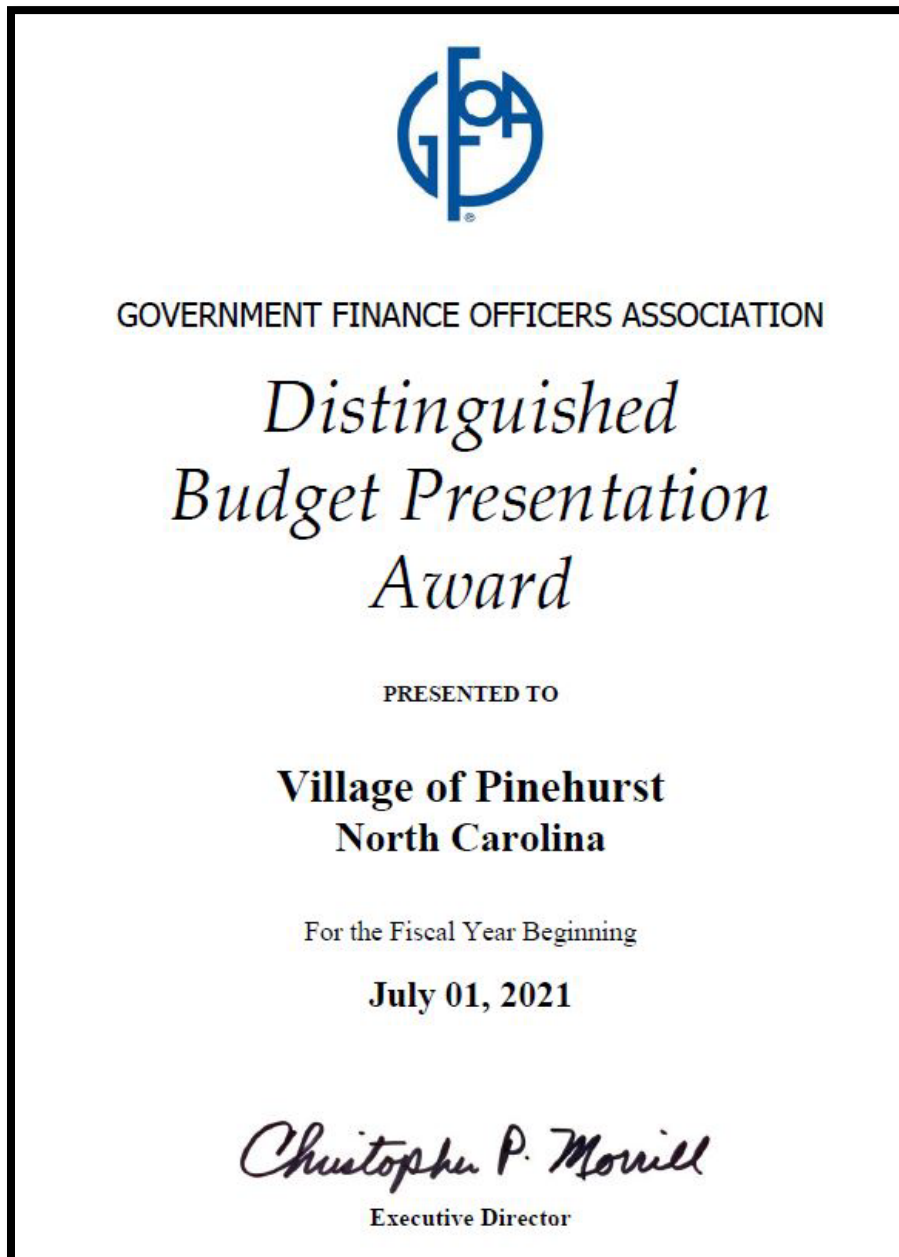 GFOA
®
GOVERNMENT FINANCE OFFICERS ASSOCIATION
Distinguished
Budget Presentation
Award
PRESENTED TO
Village of Pinehurst
North Carolina
For the Fiscal Year Beginning
July 01, 2021
Christopher P. Morrill
Executive Director